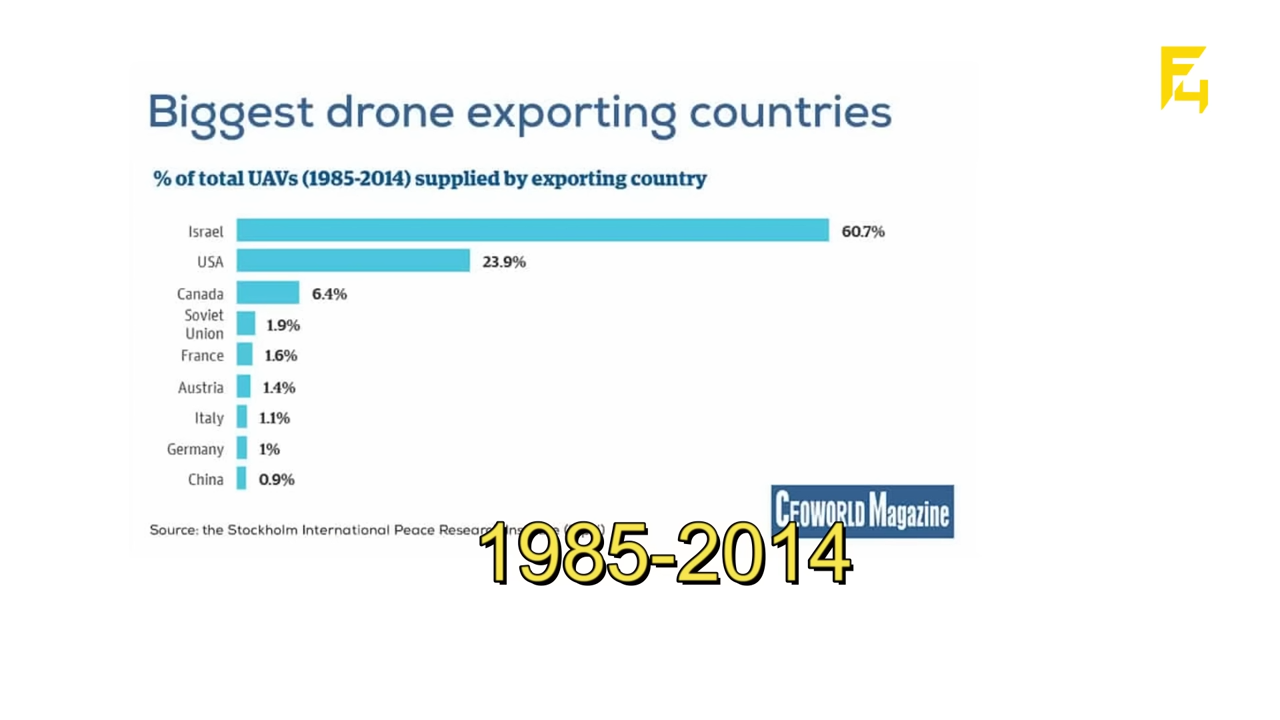 F4
Biggest drone exporting countries
% of total UAVs (1985-2014) supplied by exporting country
Israel 60.7%
USA 23.9%
Canada 6.4%
Soviet
Union 1.9%
France 1.6%
Austria 1.4%
Italy 1.1%
Germany 1%
China 0.9%
CEOWORLD Magazine
Source: the Stockholm International Peace
1985-2014